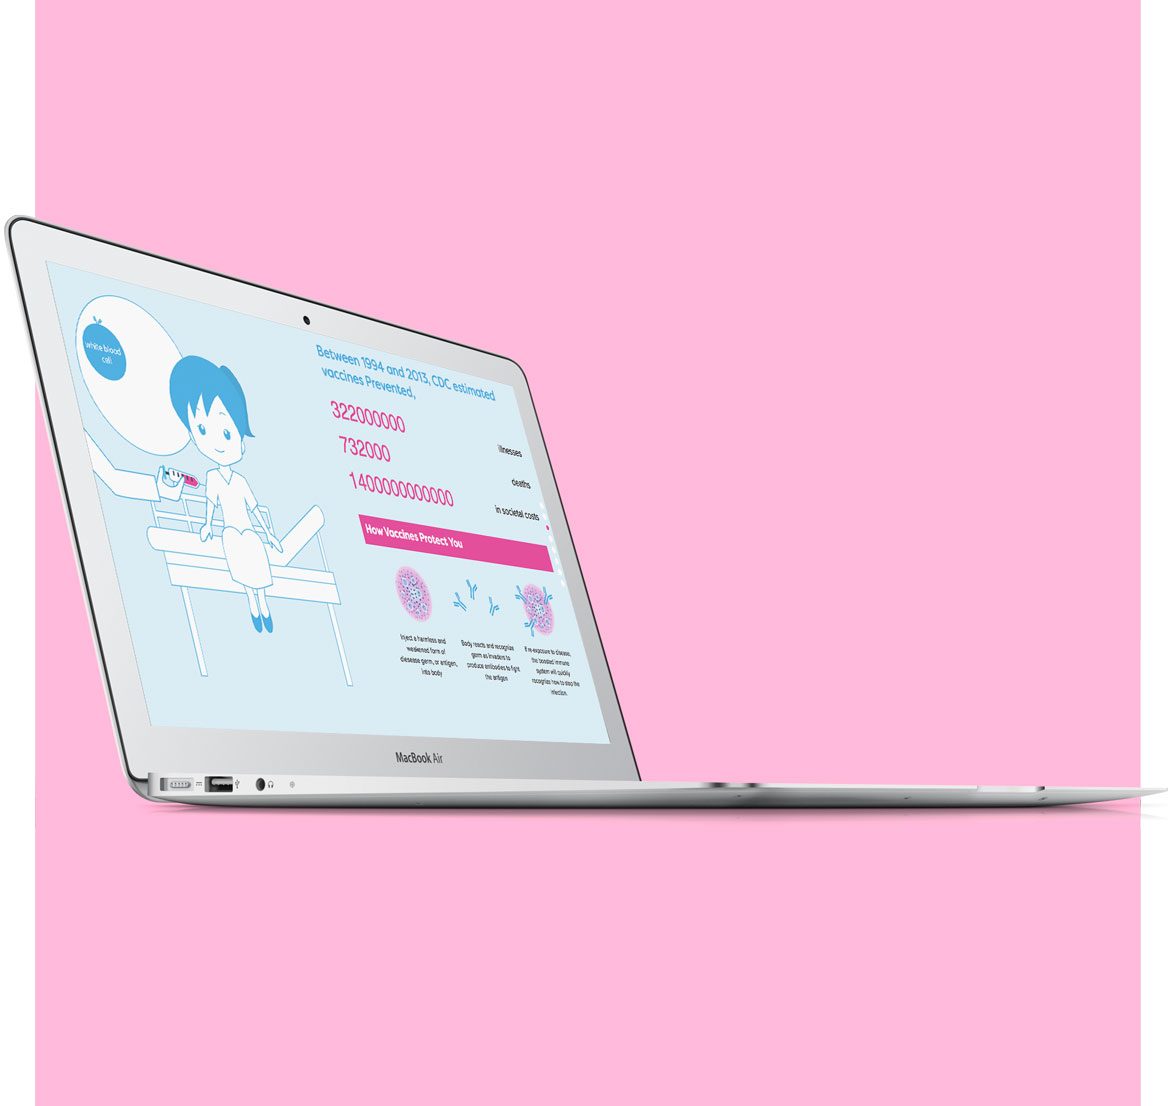 white blood
cell
Between 1994 and 2013, CDC estimated
vaccines Prevented,
322000000
illnesses
732000
deaths
1400000000000
in societal costs
How Vaccines Protect You
Inject a harmless and
weakened form of
diesease germ, or antigen,
into body
Body reacts and recognize
germ as invaders to
produce antibodies to fight
the antigen
If re-exposure to disease,
the boosted immune
system will quickly
recognize how to stop the
infection.
MacBook Air